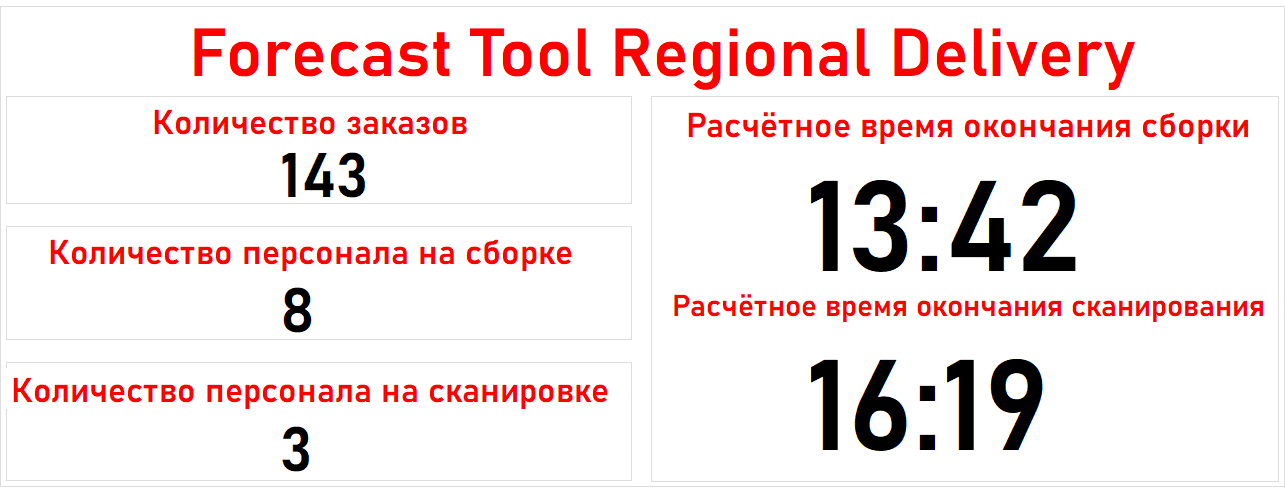 Forecast Tool Regional Delivery
Количество заказов
143
Количество персонала на сборке
8
Количество персонала на сканировке
3
Расчётное время окончания сборки
13:42
Расчётное время окончания сканирования
16:19